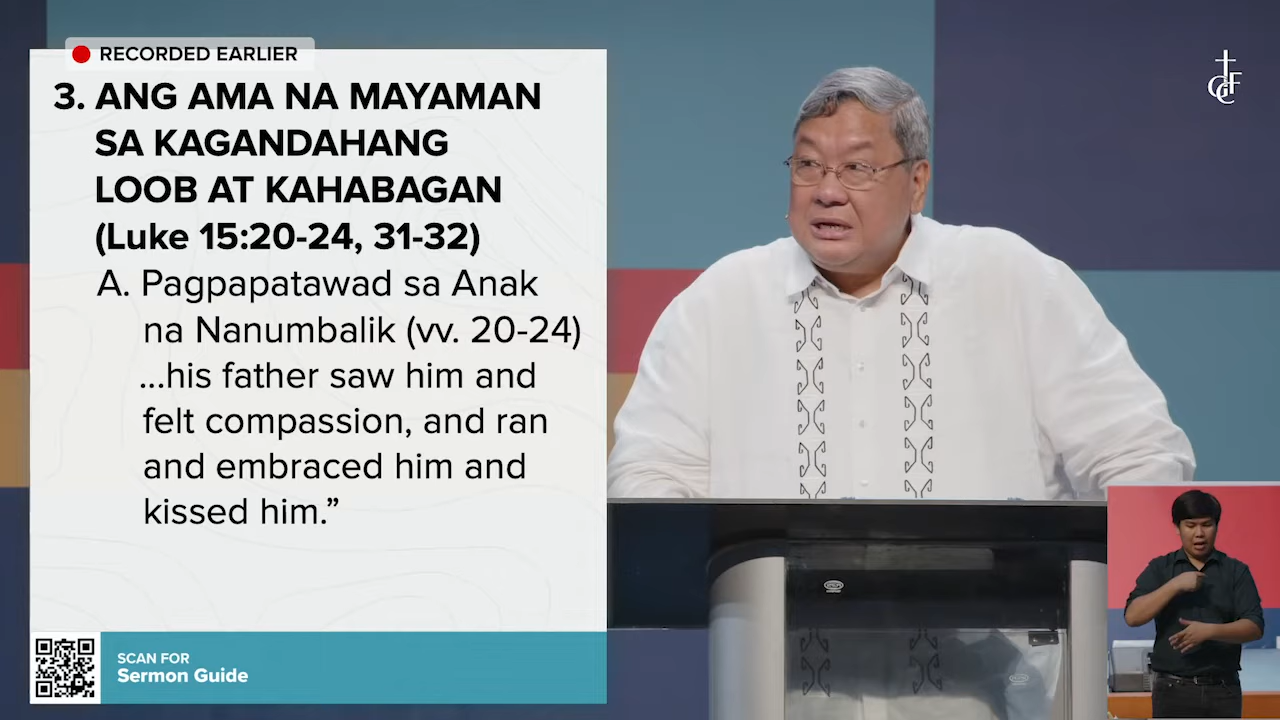 RECORDED EARLIER
3. ANG AMA NA MAYAMAN
SA KAGANDAHANG
LOOB AT KAHABAGAN
(Luke 15:20-24, 31-32)
A. Pagpapatawad sa Anak
na Nanumbalik (vv. 20-24)
...his father saw him and
felt compassion, and ran
and embraced him and
kissed him.”
SCAN FOR
Sermon Guide